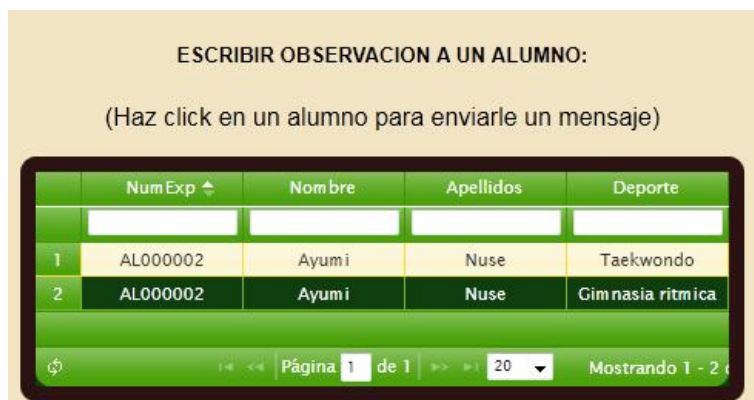 ESCRIBIR OBSERVACION A UN ALUMNO:
(Haz click en un alumno para enviarle un mensaje)
NumExp Nombre Apellidos Deporte
1 AL000002 Ayumi Nuse Taekwondo
2 AL000002 Ayumi Nuse Gimnasia ritmica
Página 1 de 1 20 Mostrando 1 - 2